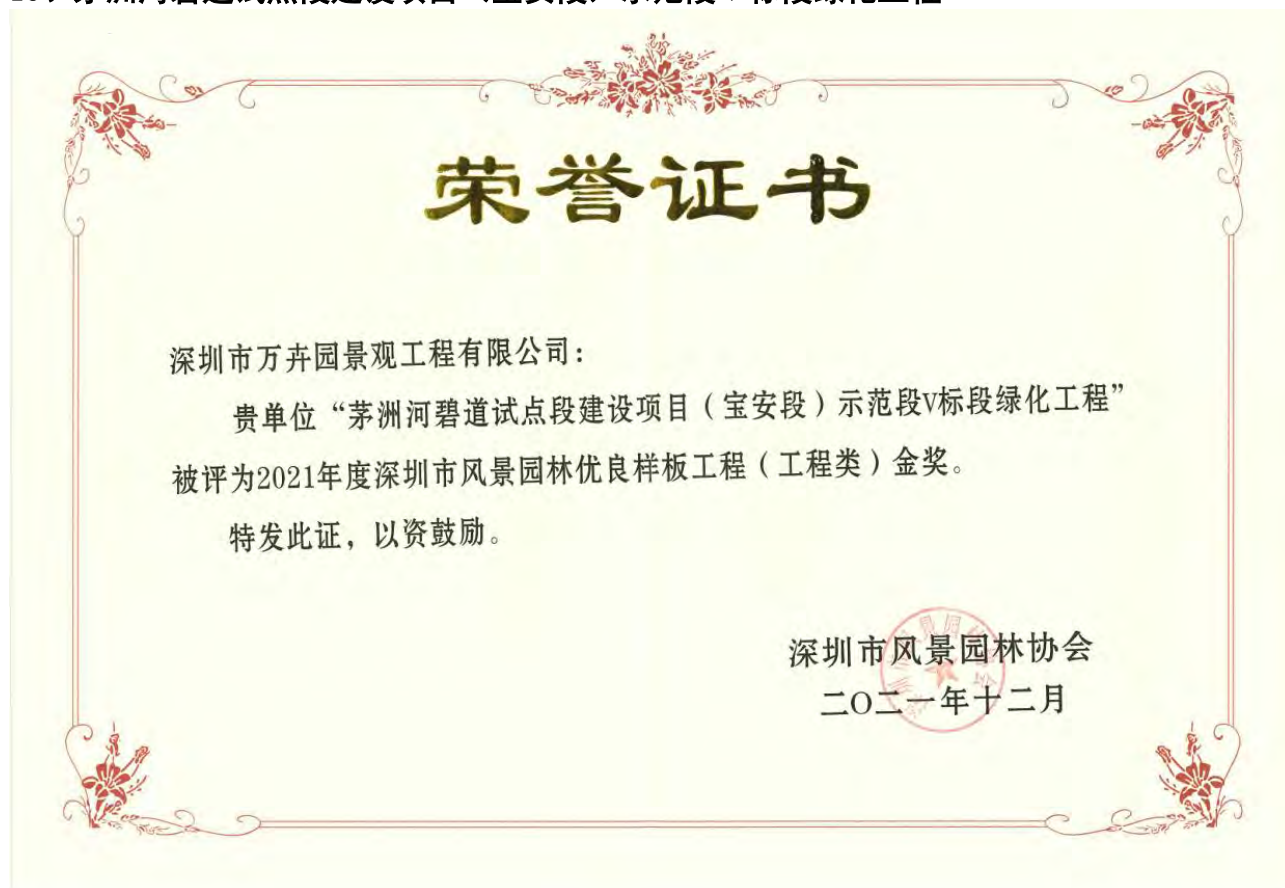 荣誉证书
深圳市万卉园景观工程有限公司：
贵单位“茅洲河碧道试点段建设项目（宝安段）示范段V标段绿化工程”
被评为2021年度深圳市风景园林优良样板工程（工程类）金奖。
特发此证，以资鼓励。
深圳市风景园林协会
二O二一年十二月